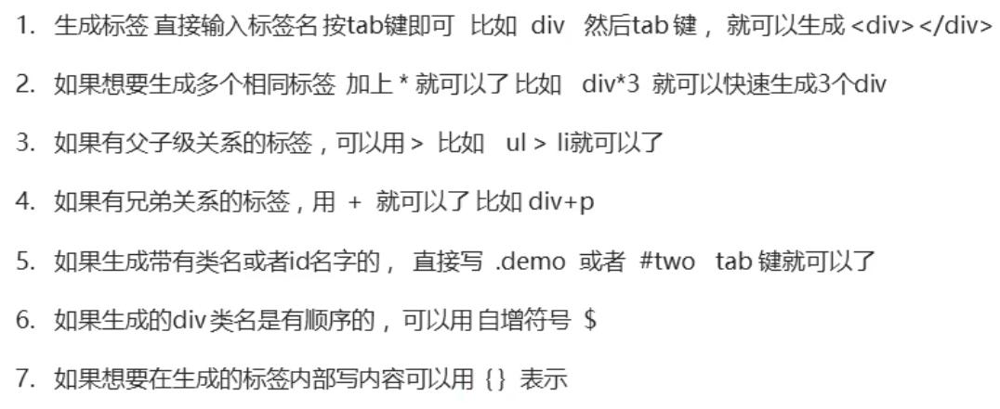 1. 生成标签 直接输入标签名 按tab键即可 比如 div 然后tab 键， 就可以生成 <div></div>
2. 如果想要生成多个相同标签 加上 * 就可以了 比如 div*3 就可以快速生成3个div
3. 如果有父子级关系的标签，可以用 > 比如 ul > li就可以了
4. 如果有兄弟关系的标签，用 + 就可以了 比如 div+p
5. 如果生成带有类名或者id名字的， 直接写 .demo 或者 #two tab 键就可以了
6. 如果生成的div 类名是有顺序的， 可以用 自增符号 $
7. 如果想要在生成的标签内部写内容可以用 { } 表示